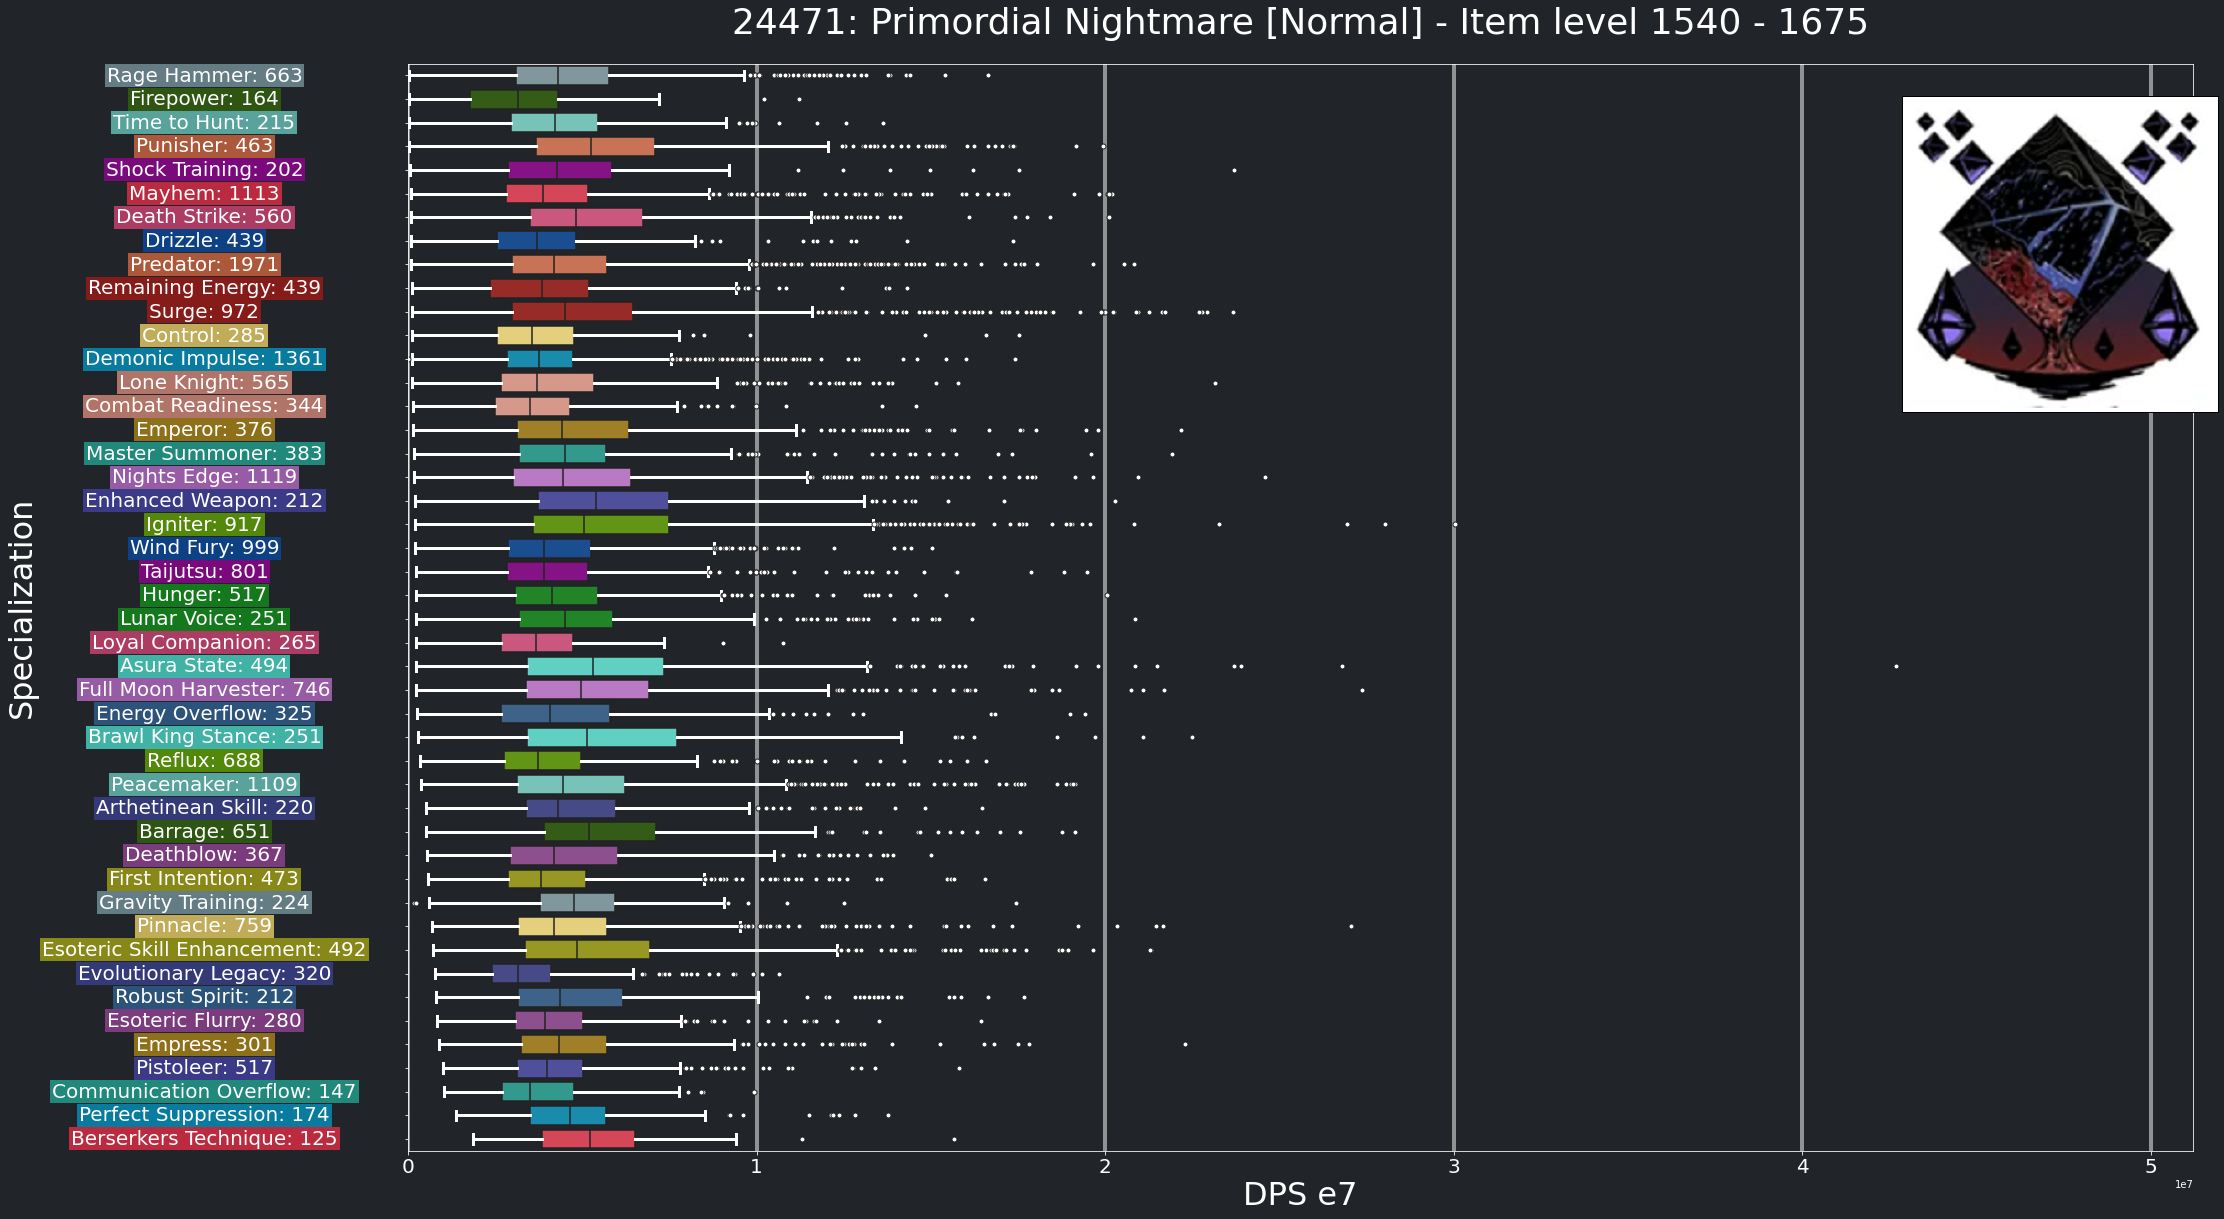 24471: Primordial Nightmare [Normal] - Item level 1540 - 1675
Specialization
Rage Hammer: 663
Firepower: 164
Time to Hunt: 215
Punisher: 463
Shock Training: 202
Mayhem: 1113
Death Strike: 560
Drizzle: 439
Predator: 1971
Remaining Energy: 439
Surge: 972
Control: 285
Demonic Impulse: 1361
Lone Knight: 565
Combat Readiness: 344
Emperor: 376
Master Summoner: 383
Nights Edge: 1119
Enhanced Weapon: 212
Igniter: 917
Wind Fury: 999
Taijutsu: 801
Hunger: 517
Lunar Voice: 251
Loyal Companion: 265
Asura State: 494
Full Moon Harvester: 746
Energy Overflow: 325
Brawl King Stance: 251
Reflux: 688
Peacemaker: 1109
Arthetinean Skill: 220
Barrage: 651
Deathblow: 367
First Intention: 473
Gravity Training: 224
Pinnacle: 759
Esoteric Skill Enhancement: 492
Evolutionary Legacy: 320
Robust Spirit: 212
Esoteric Flurry: 280
Empress: 301
Pistoleer: 517
Communication Overflow: 147
Perfect Suppression: 174
Berserkers Technique: 125
0 1 2 3 4 5
DPS e7
1e7